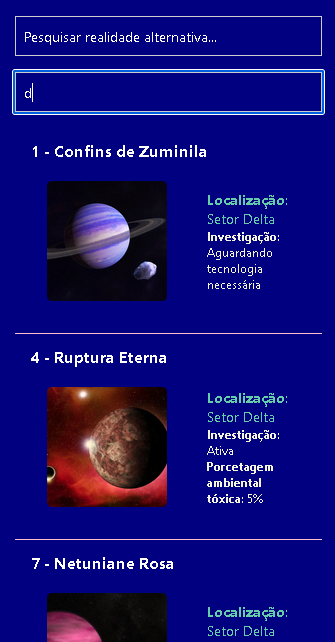 Pesquisar realidade alternativa...
d
1 - Confins de Zuminila
Localização:
Setor Delta
Investigação:
Aguardando
tecnologia
necessária
4 - Ruptura Eterna
Localização:
Setor Delta
Investigação:
Ativa
Porcetagem
ambiental
tóxica: 5%
7 - Netuniane Rosa
Localização:
Setor Delta